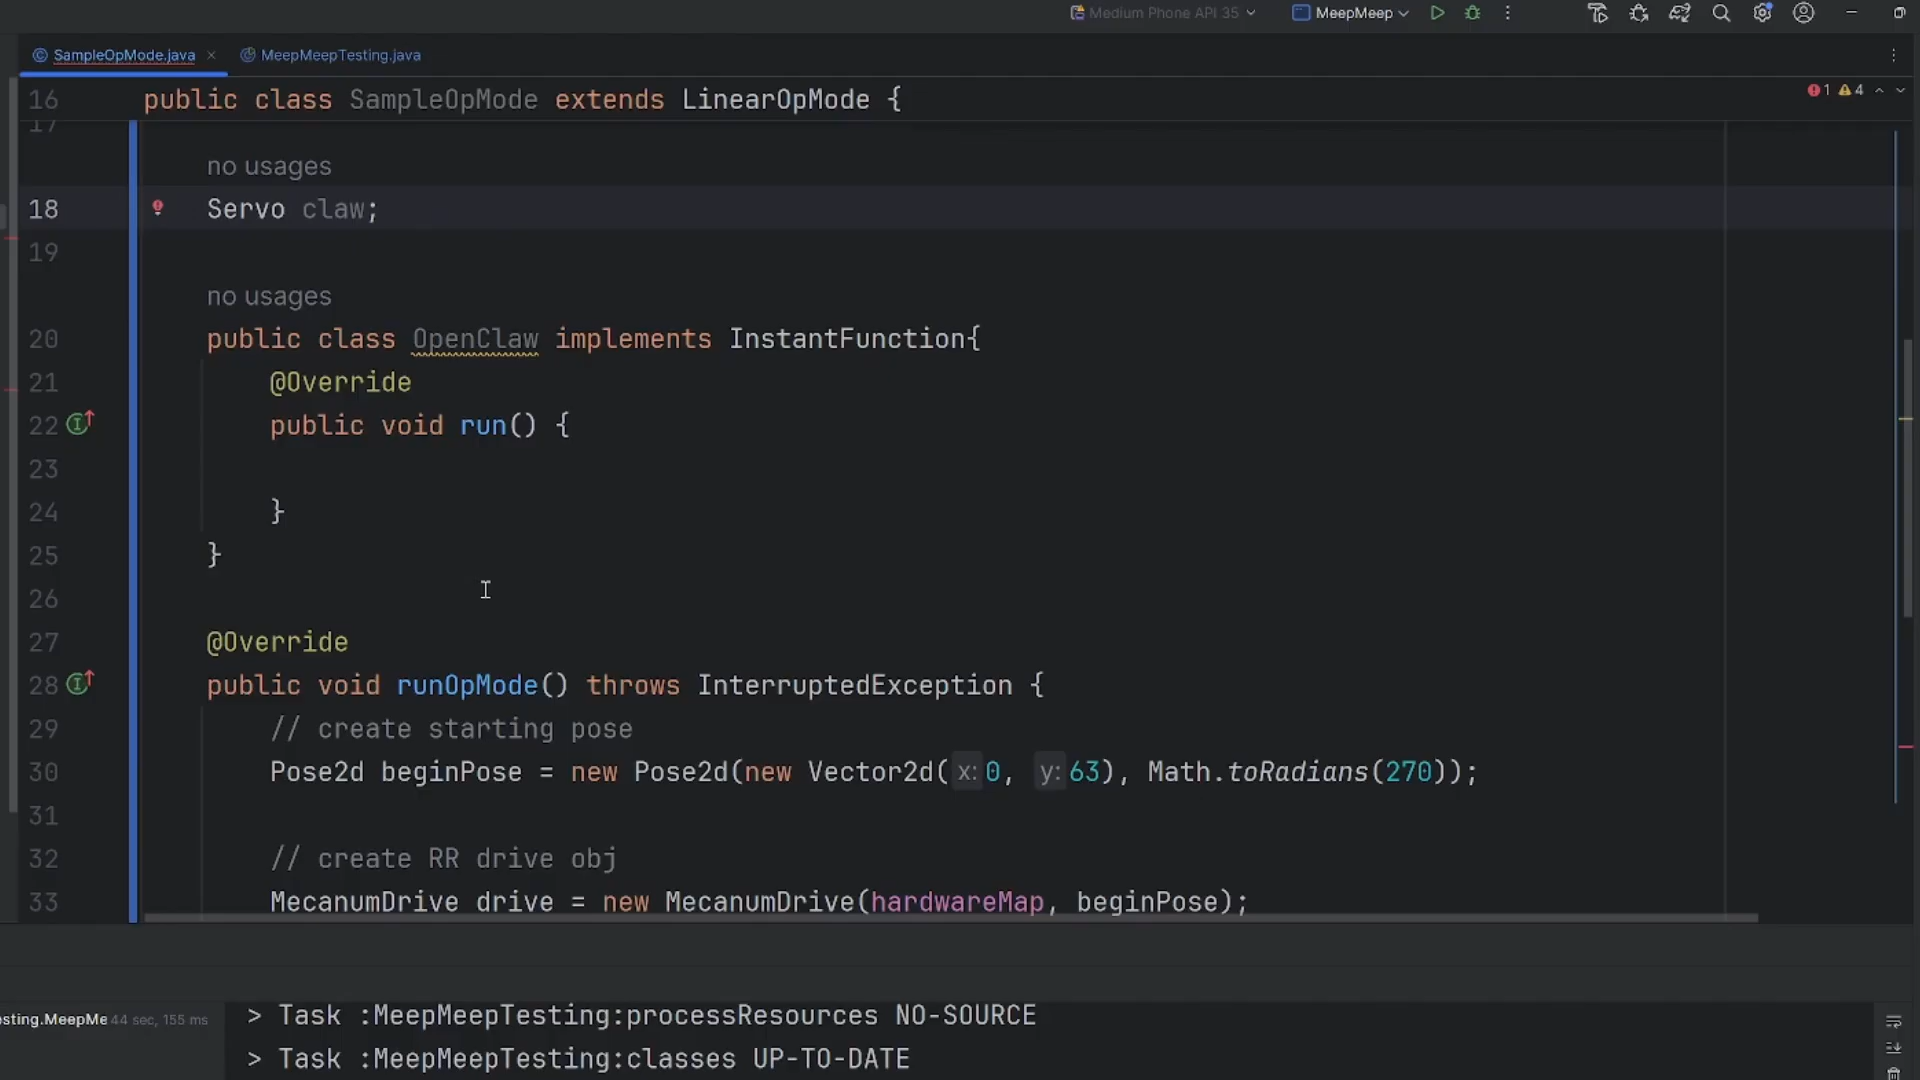 Medium Phone API 35 MeepMeep
SampleOpMode.java MeepMeepTesting.java
16 public class SampleOpMode extends LinearOpMode {
1 4
17
no usages
18 Servo claw;
19
no usages
20 public class OpenClaw implements InstantFunction{
21 @Override
22 public void run() {
23
24 }
25 }
26
27 @Override
28 public void runOpMode() throws InterruptedException {
29 // create starting pose
30 Pose2d beginPose = new Pose2d(new Vector2d( x: 0, y: 63), Math.toRadians(270));
31
32 // create RR drive obj
33 MecanumDrive drive = new MecanumDrive(hardwareMap, beginPose);
esting.MeepMe 44 sec, 155 ms
> Task :MeepMeepTesting:processResources NO-SOURCE
> Task :MeepMeepTesting:classes UP-TO-DATE